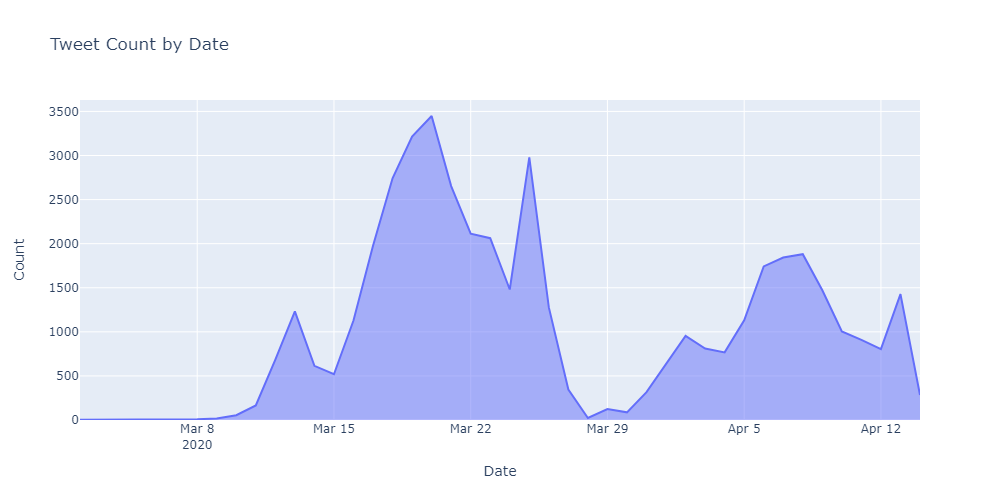 Tweet Count by Date
3500
3000
2500
2000
1500
1000
500
0
Count
Mar 8
2020
Mar 15
Mar 22
Mar 29
Apr 5
Apr 12
Date